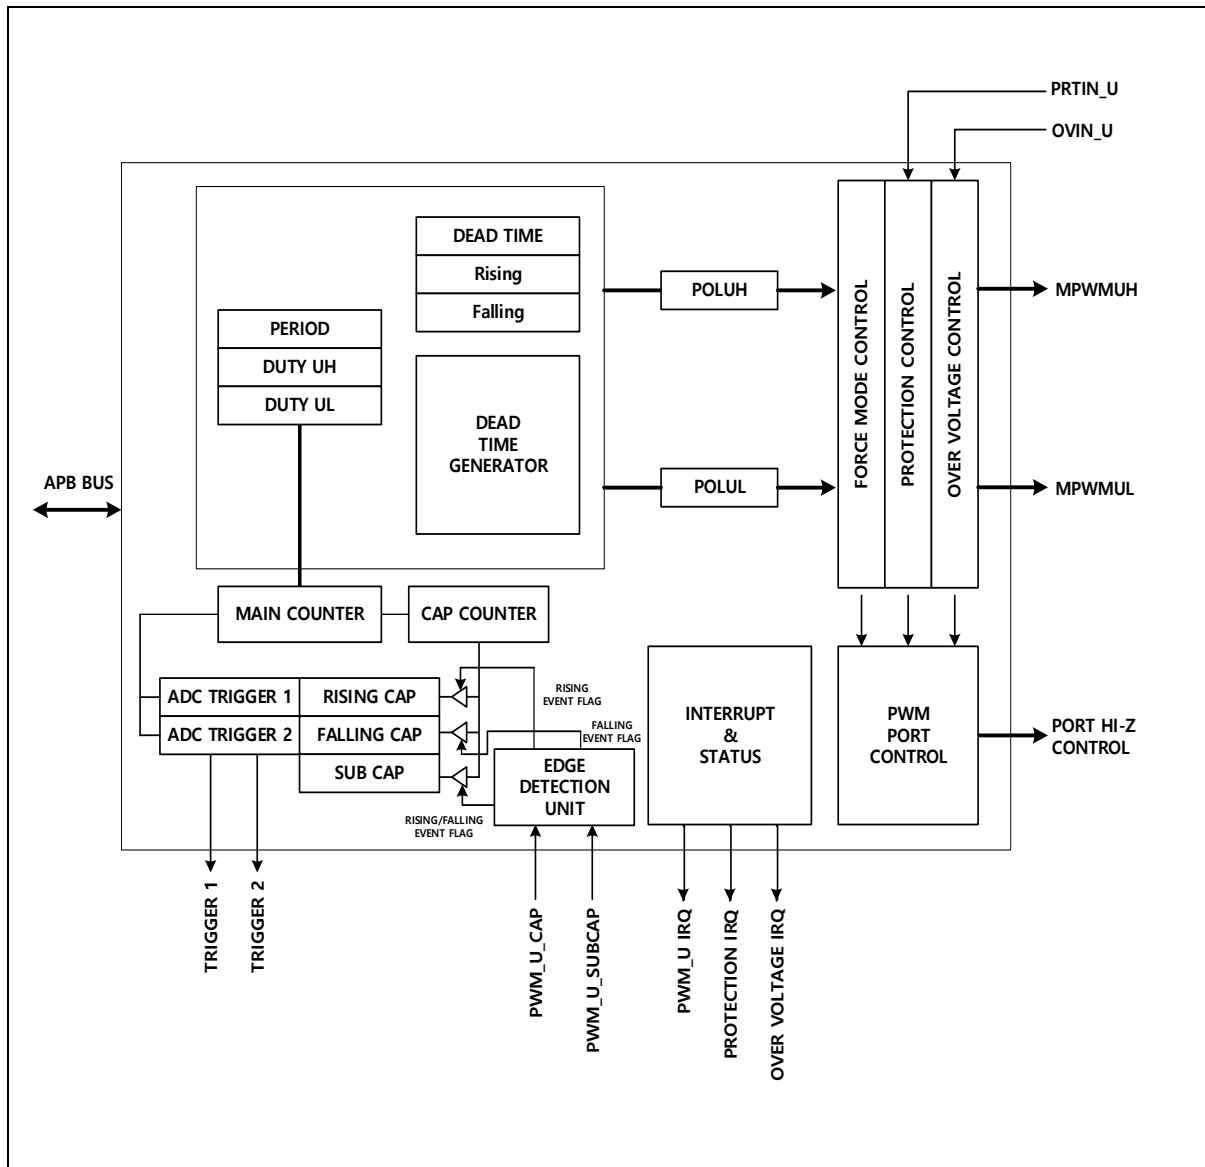 PRTIN_U
OVIN_U
DEAD TIME
Rising
Falling
PERIOD
DUTY UH
DUTY UL
DEAD
TIME
GENERATOR
POLUH
POLUL
FORCE MODE CONTROL
PROTECTION CONTROL
OVER VOLTAGE CONTROL
MPWMUH
MPWMUL
APB BUS
MAIN COUNTER
CAP COUNTER
ADC TRIGGER 1
RISING CAP
ADC TRIGGER 2
FALLING CAP
SUB CAP
RISING
EVENT FLAG
FALLING
EVENT FLAG
RISING/FALLING
EVENT FLAG
EDGE
DETECTION
UNIT
INTERRUPT
&
STATUS
PWM
PORT
CONTROL
PORT HI-Z
CONTROL
TRIGGER 1
TRIGGER 2
PWM_U_CAP
PWM_U_SUBCAP
PWM_U IRQ
PROTECTION IRQ
OVER VOLTAGE IRQ